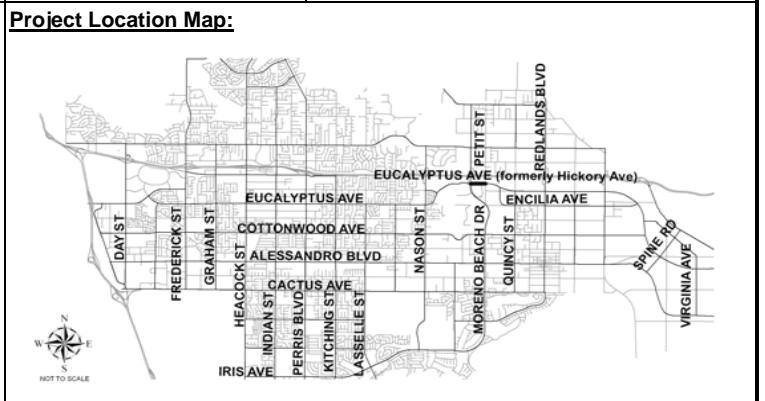 Project Location Map:
REDLANDS BLVD
PETIT ST
EUCALYPTUS AVE (formerly Hickory Ave)
EUCALYPTUS AVE
ENCILIA AVE
DAY ST
FREDERICK ST
GRAHAM ST
COTTONWOOD AVE
NASON ST
MORENO BEACH DR
QUINCY ST
SPINE RD
VIRGINIA AVE
ALESSANDRO BLVD
HEACOCK ST
CACTUS AVE
INDIAN ST
PERRIS BLVD
KITCHING ST
LASSELLE ST
IRIS AVE
N
W
E
S
NOT TO SCALE